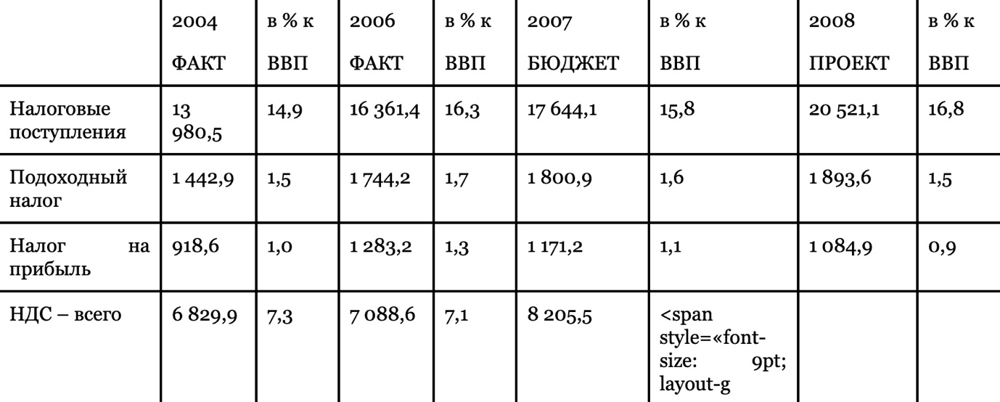 2004 в % к 2006 в % к 2007 в % к 2008 в % к
ФАКТ ВВП ФАКТ ВВП БЮДЖЕТ ВВП ПРОЕКТ ВВП
Налоговые 13 14,9 16 361,4 16,3 17 644,1 15,8 20 521,1 16,8
поступления 980,5
Подоходный 1 442,9 1,5 1 744,2 1,7 1 800,9 1,6 1 893,6 1,5
налог
Налог на 918,6 1,0 1 283,2 1,3 1 171,2 1,1 1 084,9 0,9
прибыль
НДС – всего 6 829,9 7,3 7 088,6 7,1 8 205,5 <span
style=«font-
size: 9pt;
layout-g